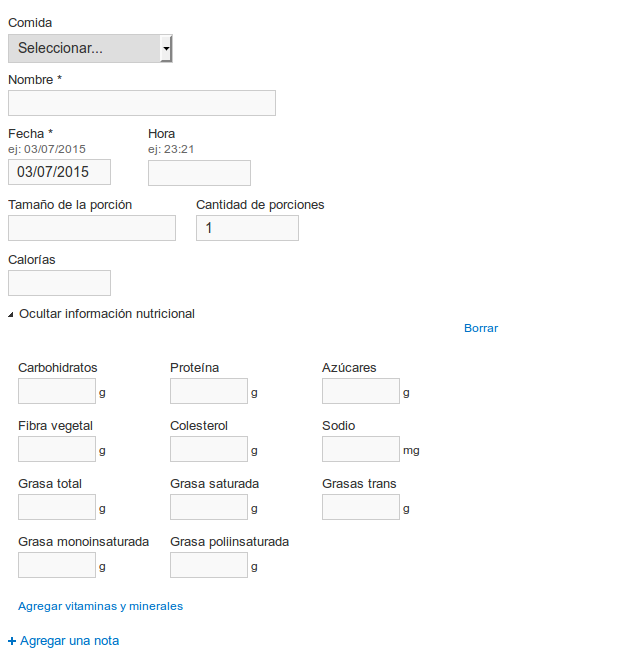 Comida
Seleccionar...
Nombre *
Fecha * Hora
ej: 03/07/2015 ej: 23:21
03/07/2015
Tamaño de la porción Cantidad de porciones
1
Calorías
Ocultar información nutricional
Borrar
Carbohidratos Proteína Azúcares
g g g
Fibra vegetal Colesterol Sodio
g g mg
Grasa total Grasa saturada Grasas trans
g g g
Grasa monoinsaturada Grasa poliinsaturada
g g
Agregar vitaminas y minerales
+ Agregar una nota